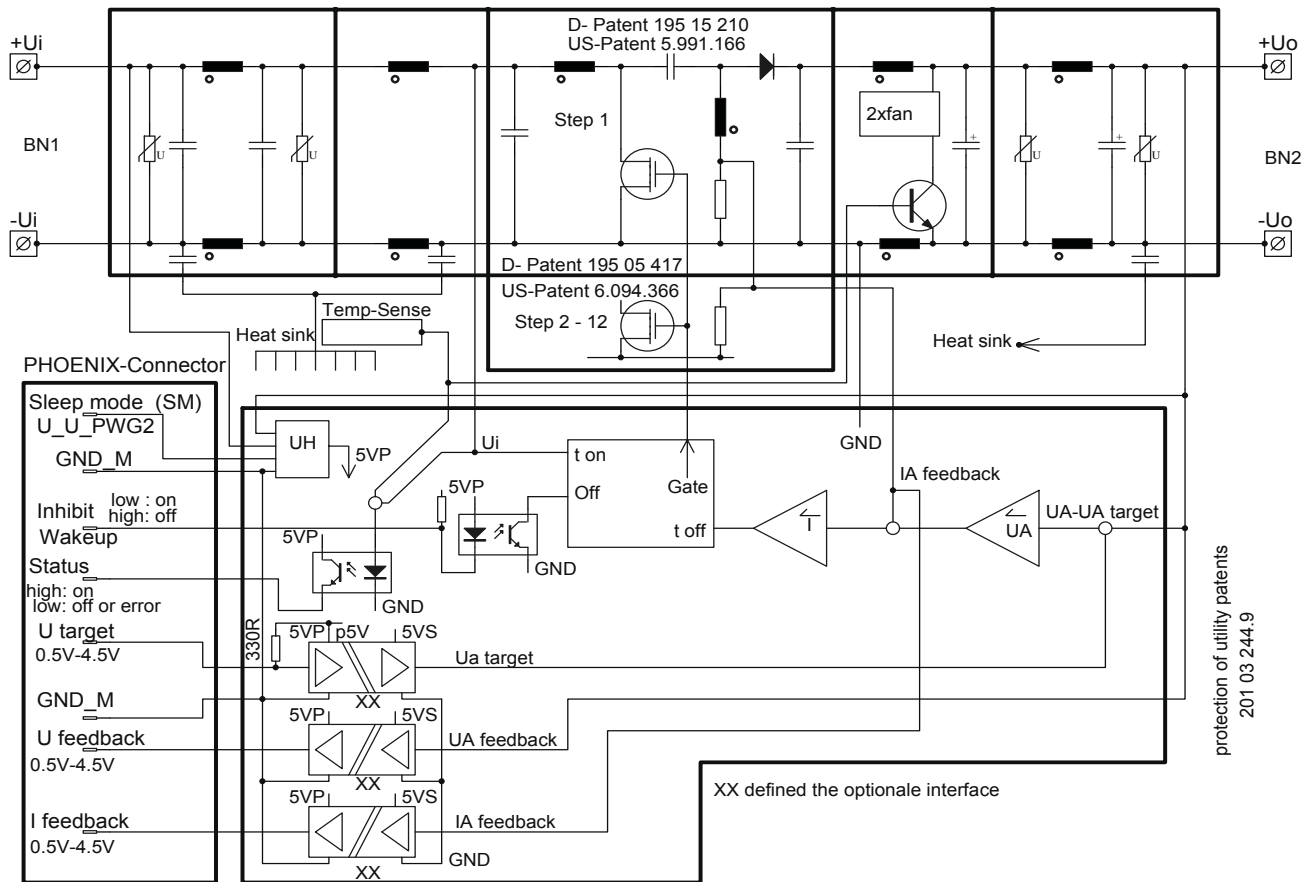 D- Patent 195 15 210
US-Patent 5.991.166
+Ui
+Uo
Step 1
2xfan
BN1
U
U
U
U
BN2
+
+
-Ui
-Uo
D- Patent 195 05 417
US-Patent 6.094.366
Step 2 - 12
Temp-Sense
Heat sink
Heat sink
PHOENIX-Connector
Sleep mode (SM)
U_U_PWG2
GND_M
UH
5VP
Ui
t on
Off
Gate
t off
GND
IA feedback
Inhibit
low : on
high: off
Wakeup
5VP
GND
I
UA
UA-UA target
Status
high: on
low: off or error
5VP
GND
U target
0.5V-4.5V
330R
5VP
p5V
5VS
Ua target
XX
GND_M
U feedback
0.5V-4.5V
5VP
5VS
UA feedback
XX
I feedback
0.5V-4.5V
5VP
5VS
IA feedback
GND
XX
XX defined the optionale interface
protection of utility patents
201 03 244.9